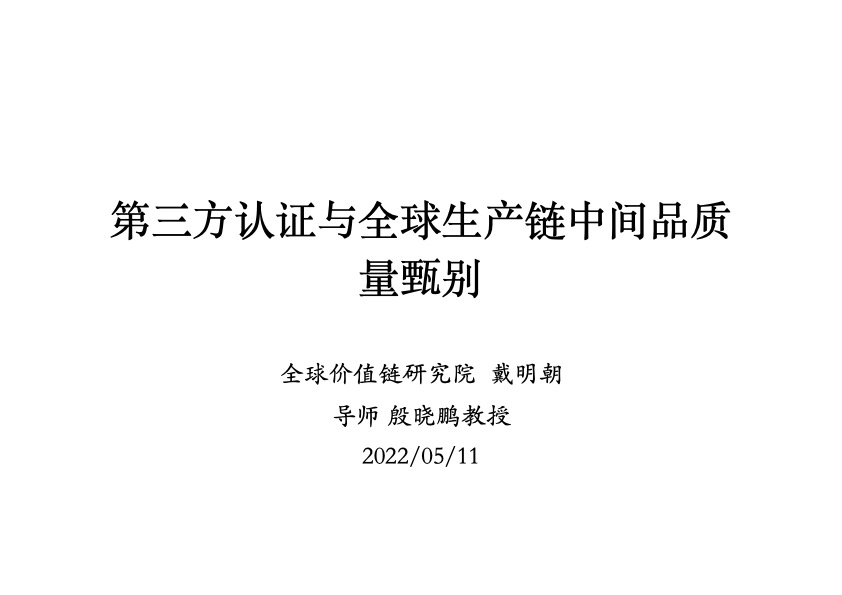 第三方认证与全球生产链中间品质
量甄别
全球价值链研究院 戴明朝
导师 殷晓鹏教授
2022/05/11